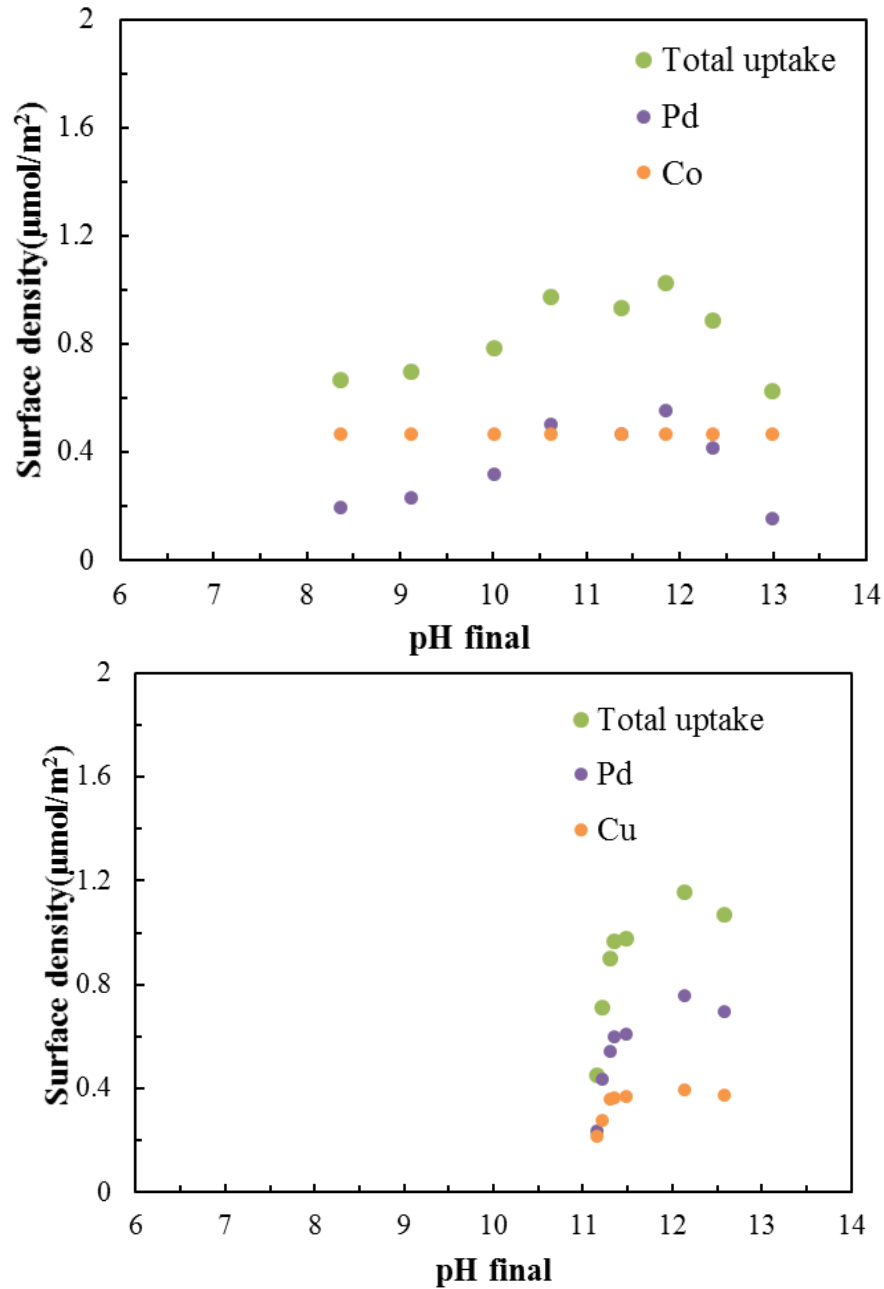 2
1.6
1.2
0.8
0.4
0
Surface density(µmol/m²)
Total uptake
Pd
Co
6 7 8 9 10 11 12 13 14
pH final
2
1.6
1.2
0.8
0.4
0
Surface density(µmol/m²)
Total uptake
Pd
Cu
6 7 8 9 10 11 12 13 14
pH final